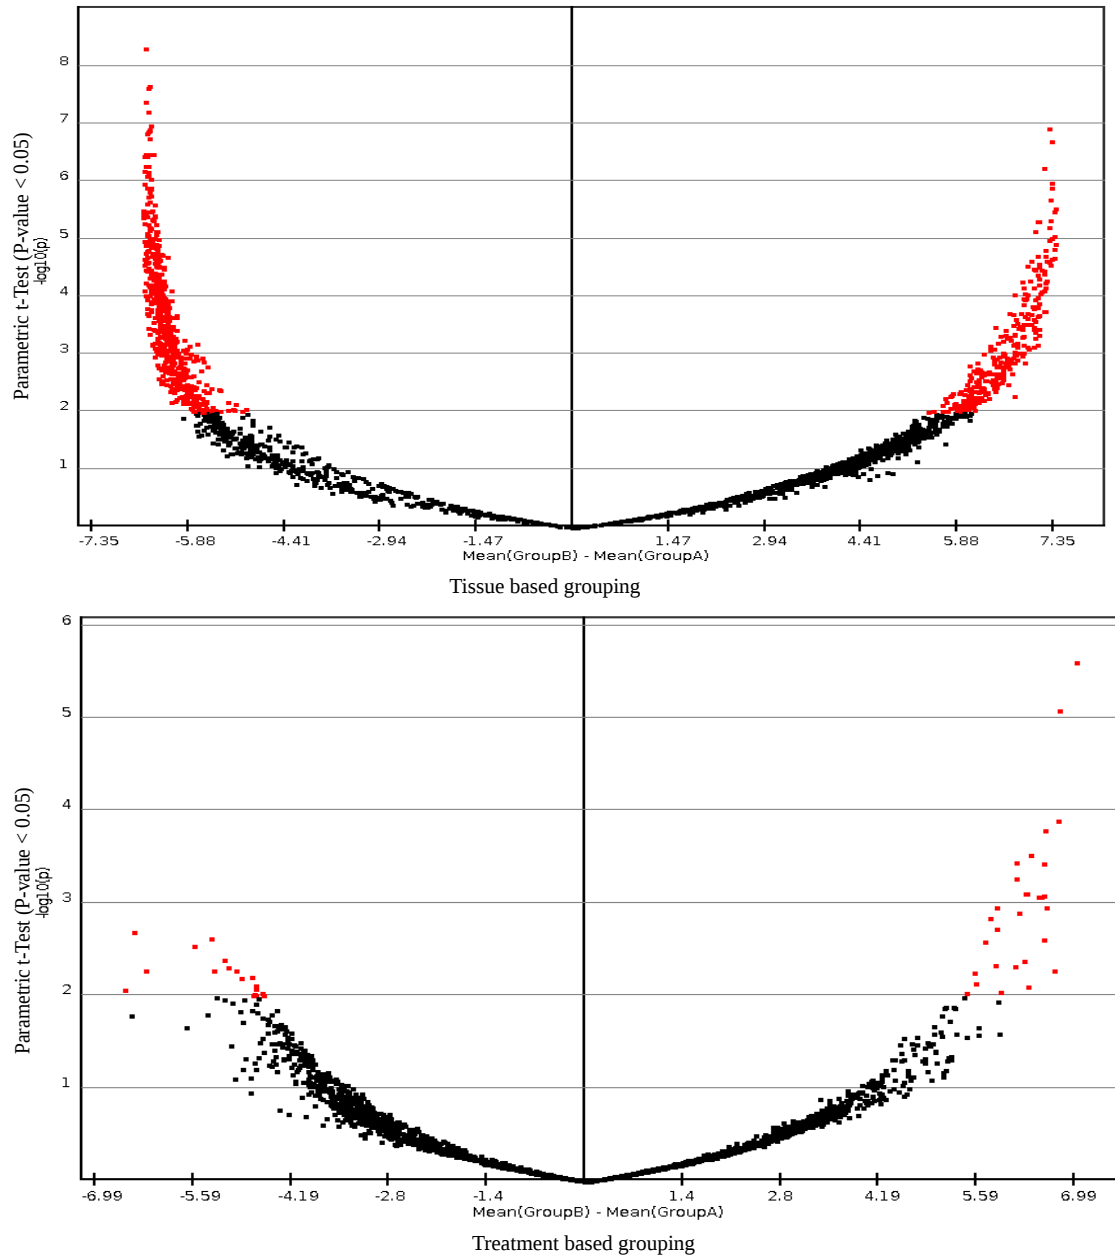 8
7
6
5
4
3
2
1
Parametric t-Test (P-value < 0.05)
-log10(p)
-7.35 -5.88 -4.41 -2.94 -1.47 1.47 2.94 4.41 5.88 7.35
Mean(GroupB) - Mean(GroupA)
Tissue based grouping
6
5
4
3
2
1
Parametric t-Test (P-value < 0.05)
-log10(p)
-6.99 -5.59 -4.19 -2.8 -1.4 1.4 2.8 4.19 5.59 6.99
Mean(GroupB) - Mean(GroupA)
Treatment based grouping